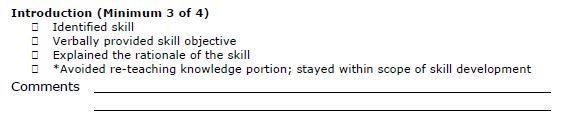 Introduction (Minimum 3 of 4)
☐ Identified skill
☐ Verbally provided skill objective
☐ Explained the rationale of the skill
☐ *Avoided re-teaching knowledge portion; stayed within scope of skill development
Comments